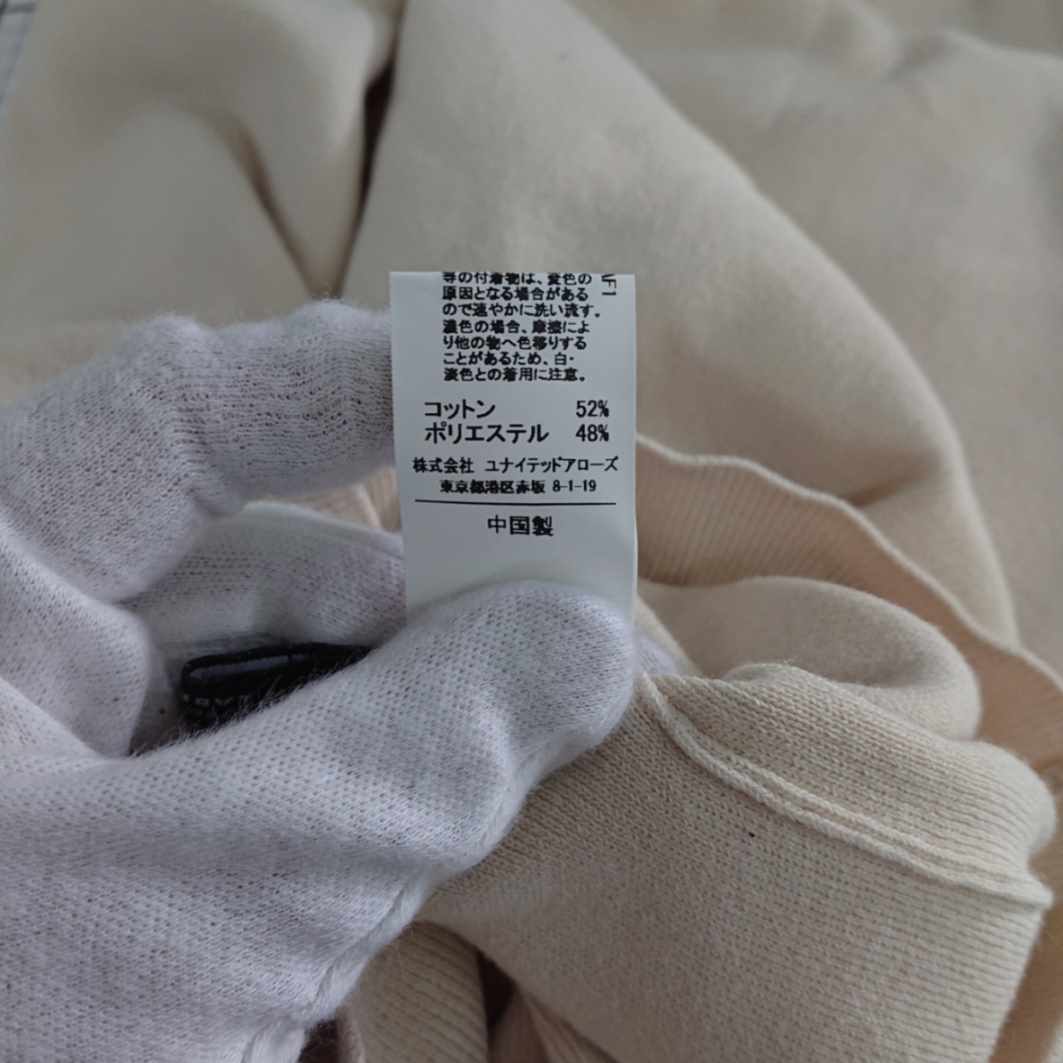 等の付着物は、変色の
原因となる場合がある
ので速やかに洗い流す。
濃色の場合、摩擦によ
り他の物へ色移りする
ことがあるため、白・
淡色との着用に注意。
コットン 52%
ポリエステル 48%
株式会社 ユナイテッドアローズ
東京都港区赤坂 8-1-19
中国製